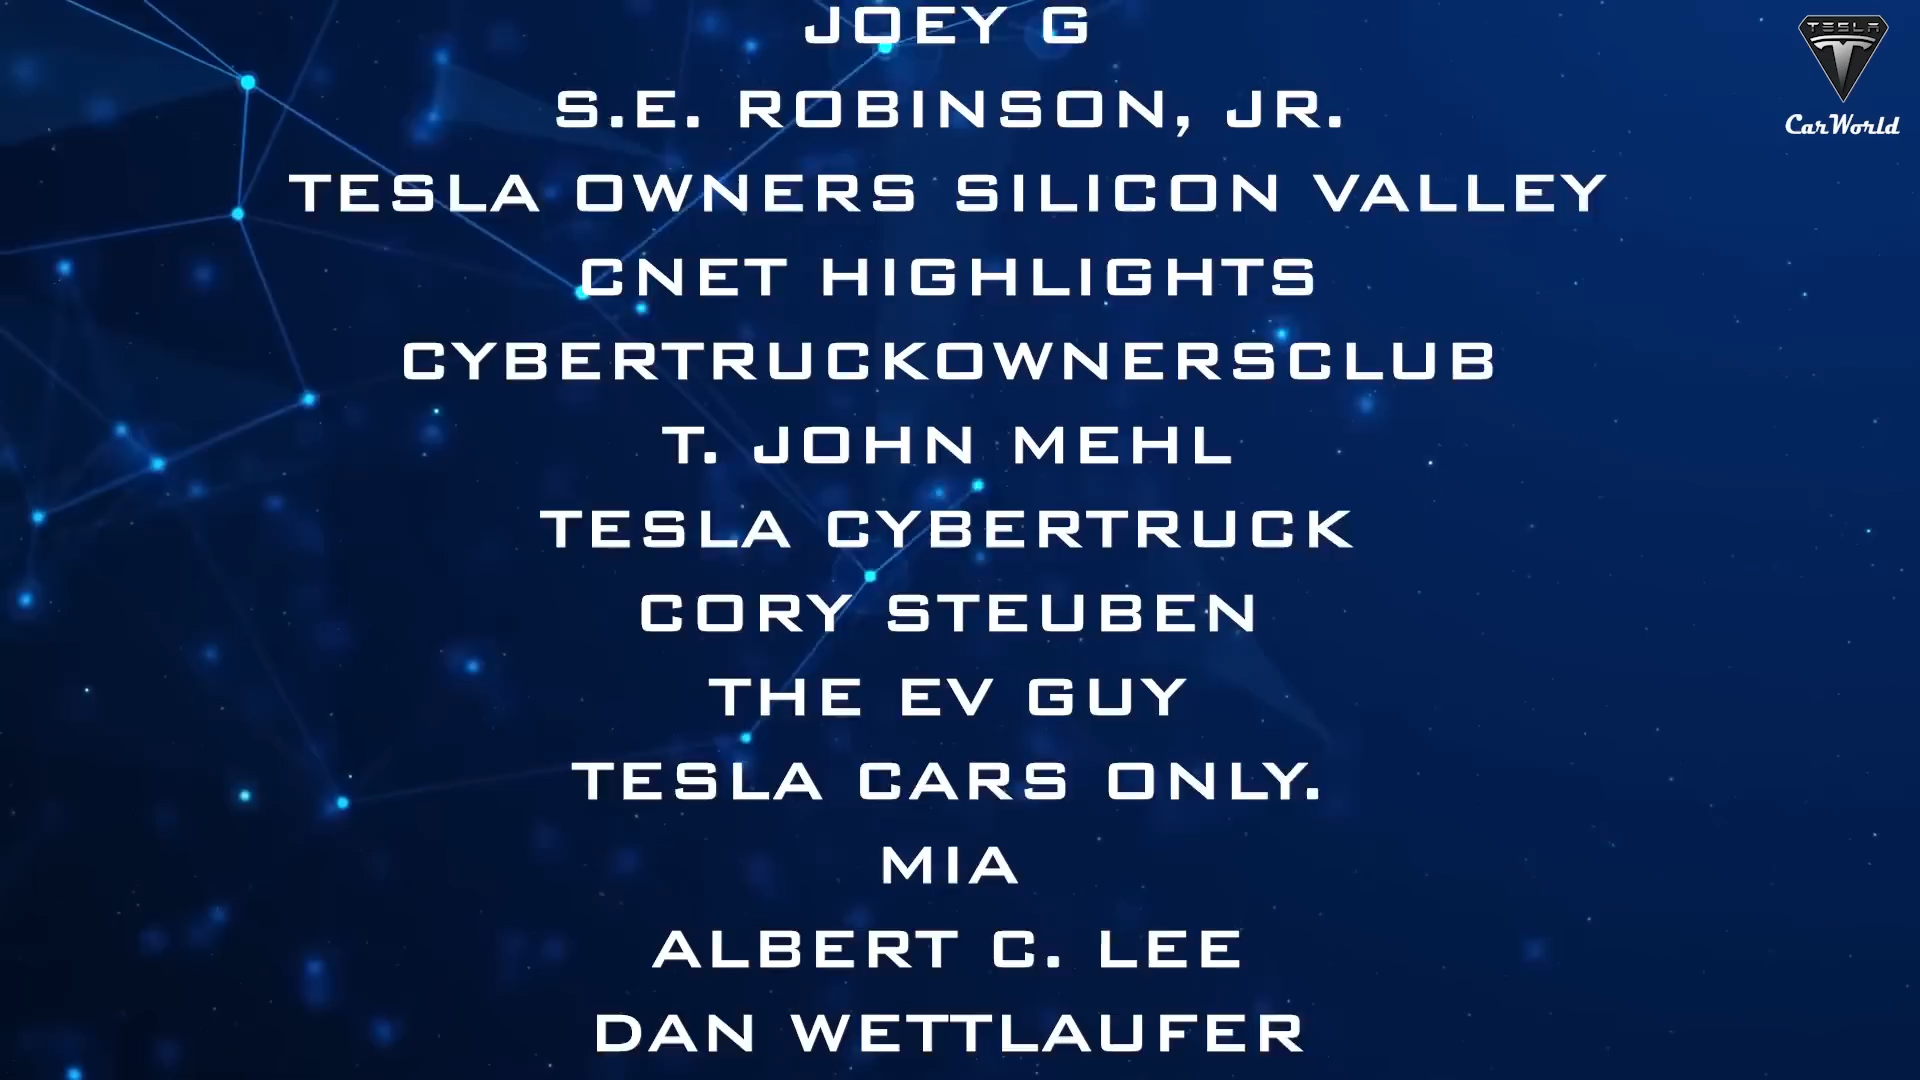 JOEY G
S.E. ROBINSON, JR.
TESLA OWNERS SILICON VALLEY
CNET HIGHLIGHTS
CYBERTRUCKOWNERSCLUB
T. JOHN MEHL
TESLA CYBERTRUCK
CORY STEUBEN
THE EV GUY
TESLA CARS ONLY.
MIA
ALBERT C. LEE
DAN WETTLAUFER
TESLA
CarWorld